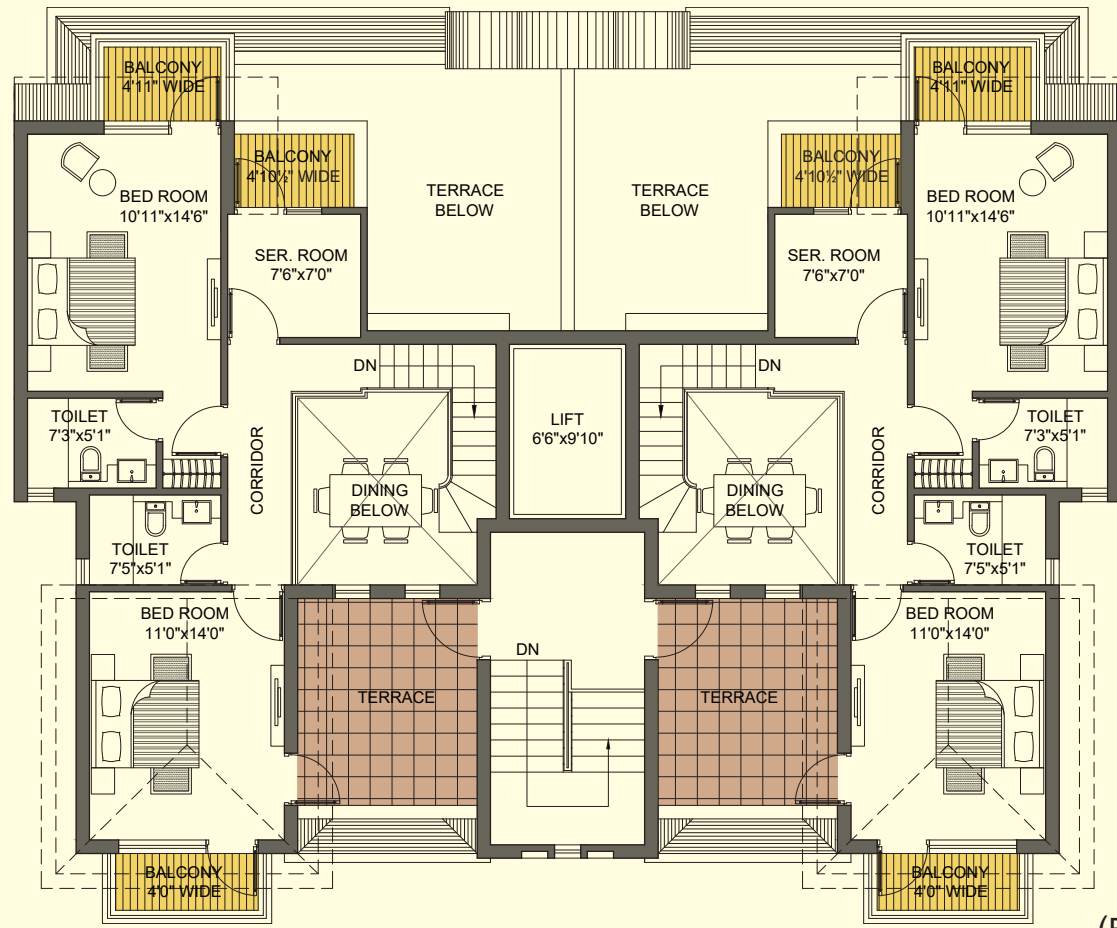 BALCONY
4'11" WIDE
BALCONY
4'11" WIDE
BALCONY
4'10½" WIDE
BALCONY
4'10½" WIDE
BED ROOM
10'11"x14'6"
TERRACE
BELOW
TERRACE
BELOW
BED ROOM
10'11"x14'6"
SER. ROOM
7'6"x7'0"
SER. ROOM
7'6"x7'0"
DN
DN
TOILET
7'3"x5'1"
LIFT
6'6"x9'10"
TOILET
7'3"x5'1"
CORRIDOR
DINING
BELOW
DINING
BELOW
CORRIDOR
TOILET
7'5"x5'1"
TOILET
7'5"x5'1"
BED ROOM
11'0"x14'0"
BED ROOM
11'0"x14'0"
DN
TERRACE
TERRACE
BALCONY
4'0" WIDE
BALCONY
4'0" WIDE